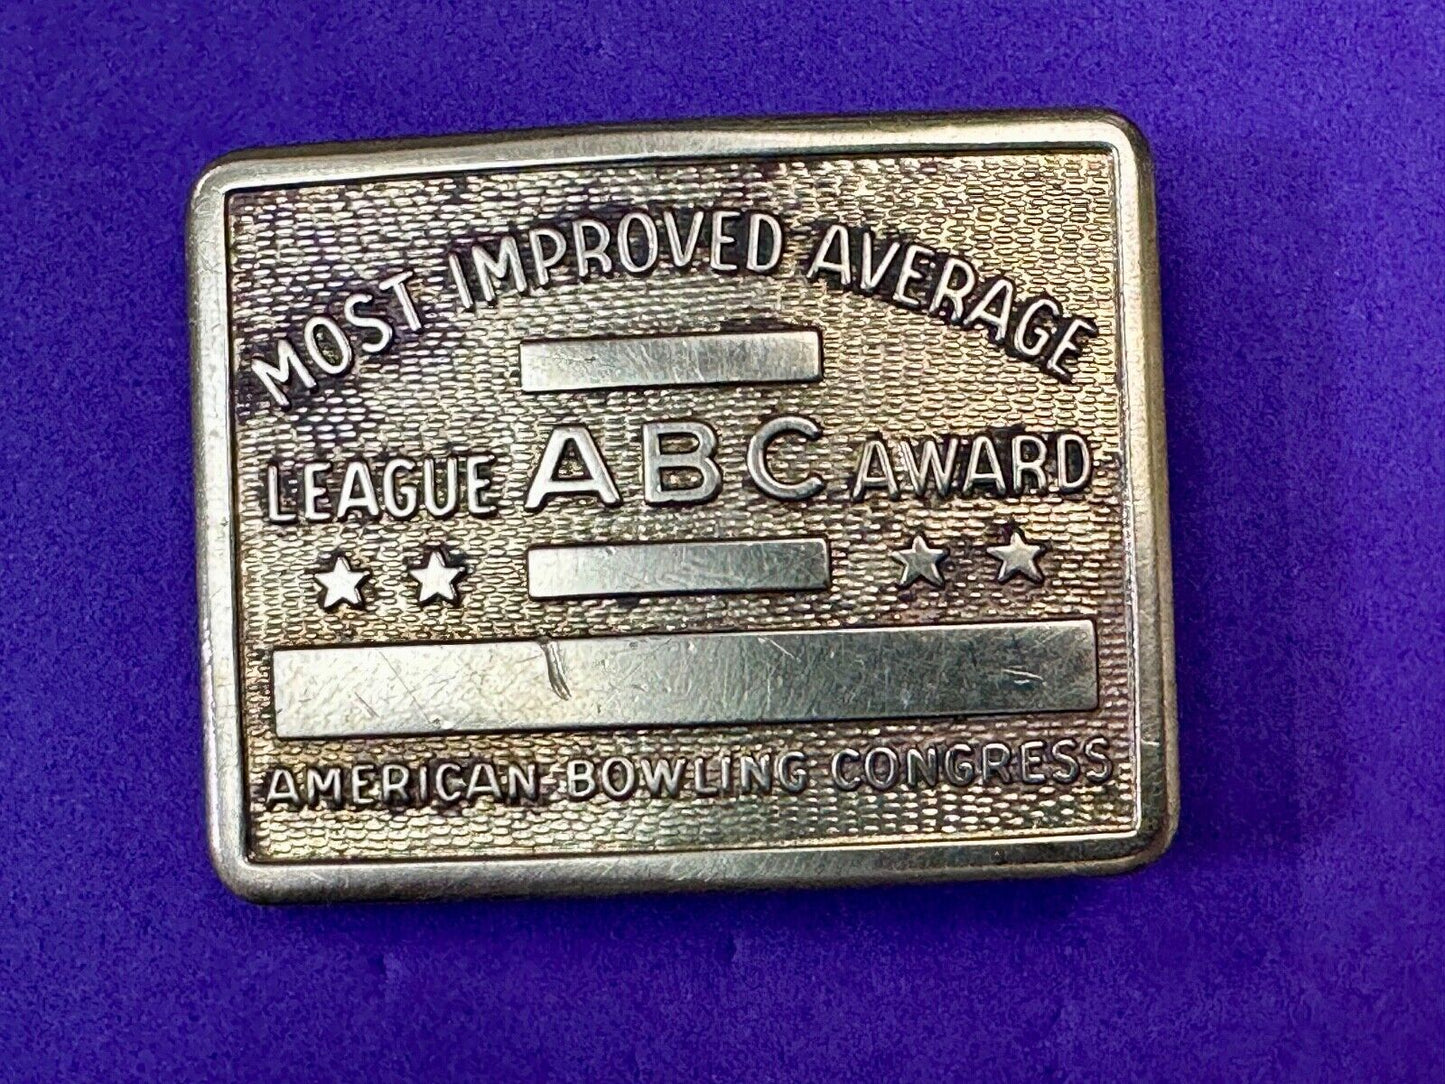 MOST IMPROVED AVERAGE
LEAGUE ABC AWARD
AMERICAN BOWLING CONGRESS